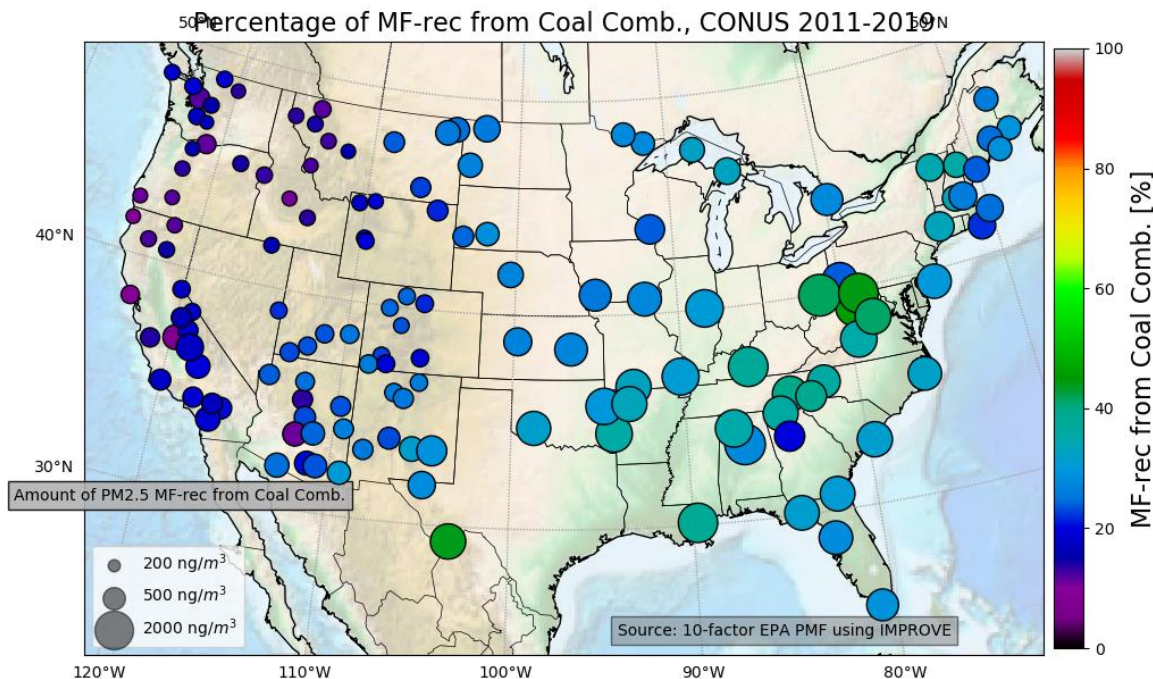 Percentage of MF-rec from Coal Comb., CONUS 2011-2019
50°N
50°N
40°N
30°N
Amount of PM2.5 MF-rec from Coal Comb.
200 ng/m³
500 ng/m³
2000 ng/m³
Source: 10-factor EPA PMF using IMPROVE
120°W
110°W
100°W
90°W
80°W
100
80
60
40
20
0
MF-rec from Coal Comb. [%]